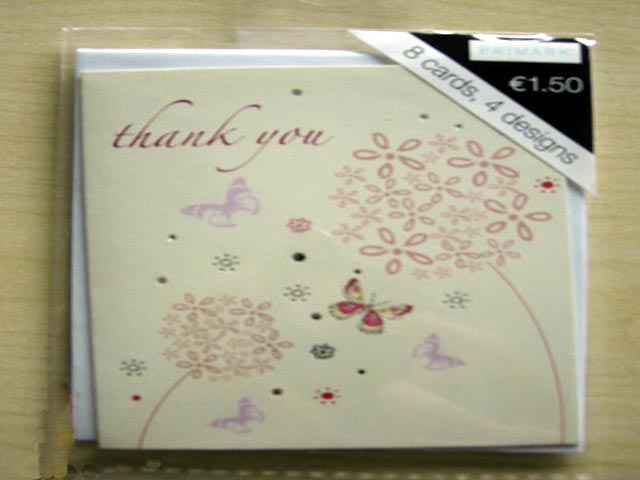 PRIMARK
€1.50
8 cards, 4 designs
thank you